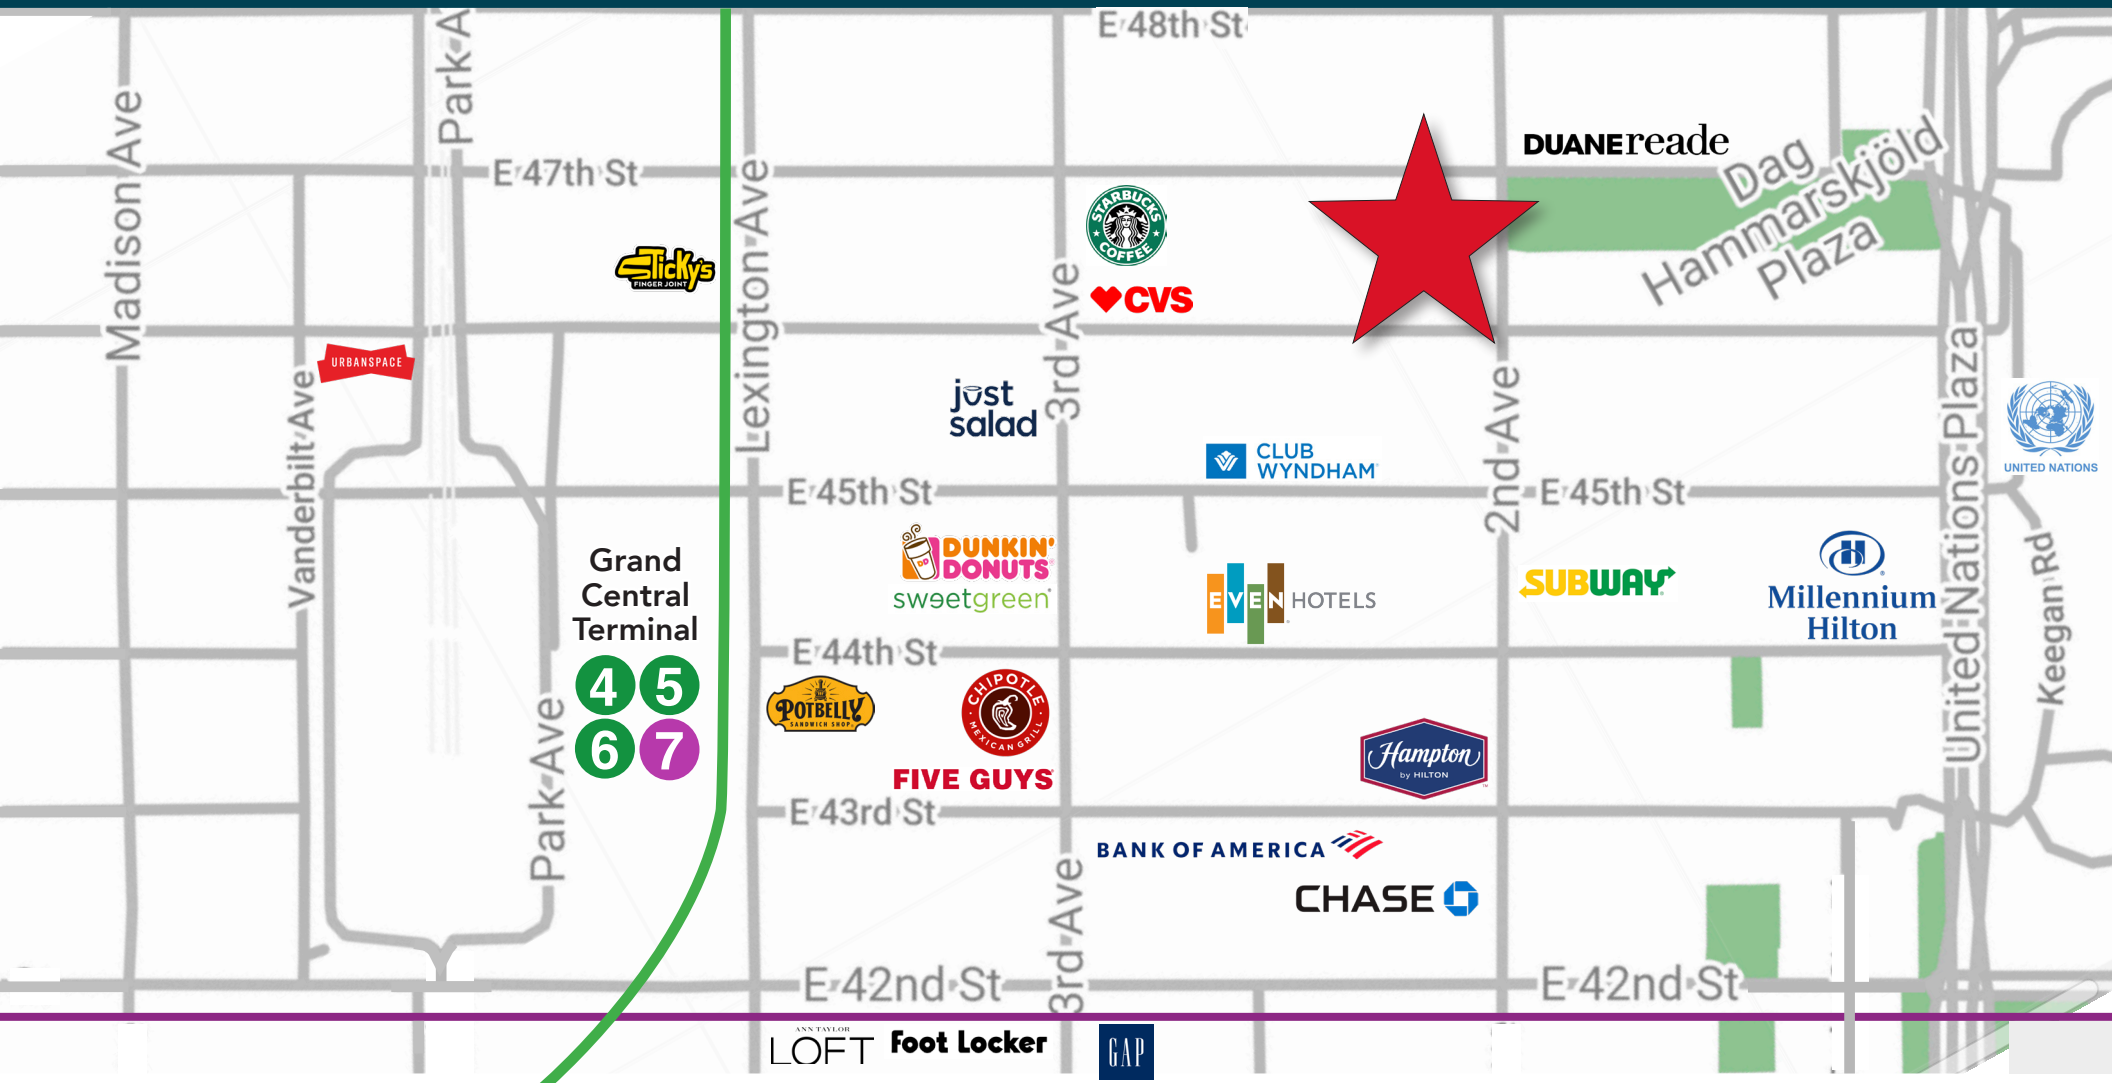 E 48th St
Park A
Madison Ave
E 47th St
DUANE reade
Dag
Hammarskjöld
Plaza
Lexington Ave
STARBUCKS
COFFEE
Sticky's
FINGER JOINT
CVS
3rd Ave
URBANSPACE
Vanderbilt Ave
just
salad
2nd Ave
United Nations Plaza
UNITED NATIONS
CLUB
WYNDHAM
E 45th St
E 45th St
Grand
Central
Terminal
4 5
6 7
DUNKIN'
DONUTS
DD
sweetgreen
EVEN HOTELS
SUBWAY
H
Millennium
Hilton
Keegan Rd
E 44th St
POTBELLY
SANDWICH SHOP
CHIPOTLE
MEXICAN GRILL
FIVE GUYS
Park Ave
Hampton
by HILTON
E 43rd St
BANK OF AMERICA
CHASE
3rd Ave
E 42nd St
E 42nd St
ANN TAYLOR
LOFT
Foot Locker
GAP